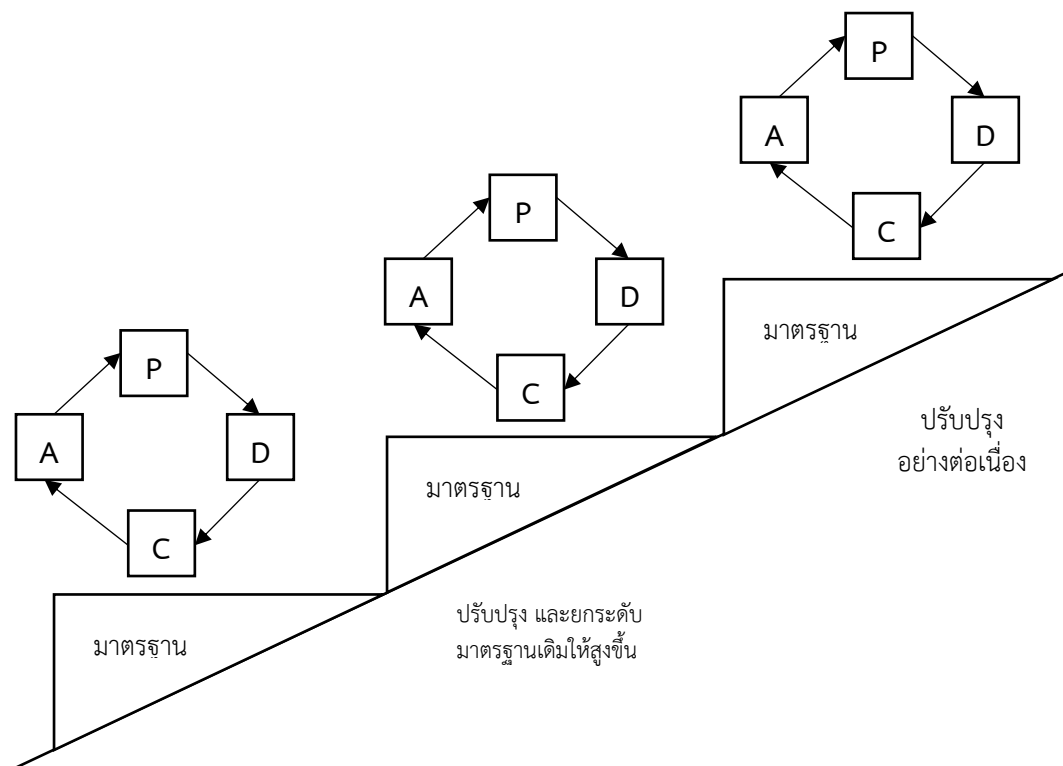 P
A
D
C
มาตรฐาน
P
A
D
C
มาตรฐาน
P
A
D
C
มาตรฐาน
ปรับปรุง
อย่างต่อเนื่อง
ปรับปรุง และยกระดับ
มาตรฐานเดิมให้สูงขึ้น